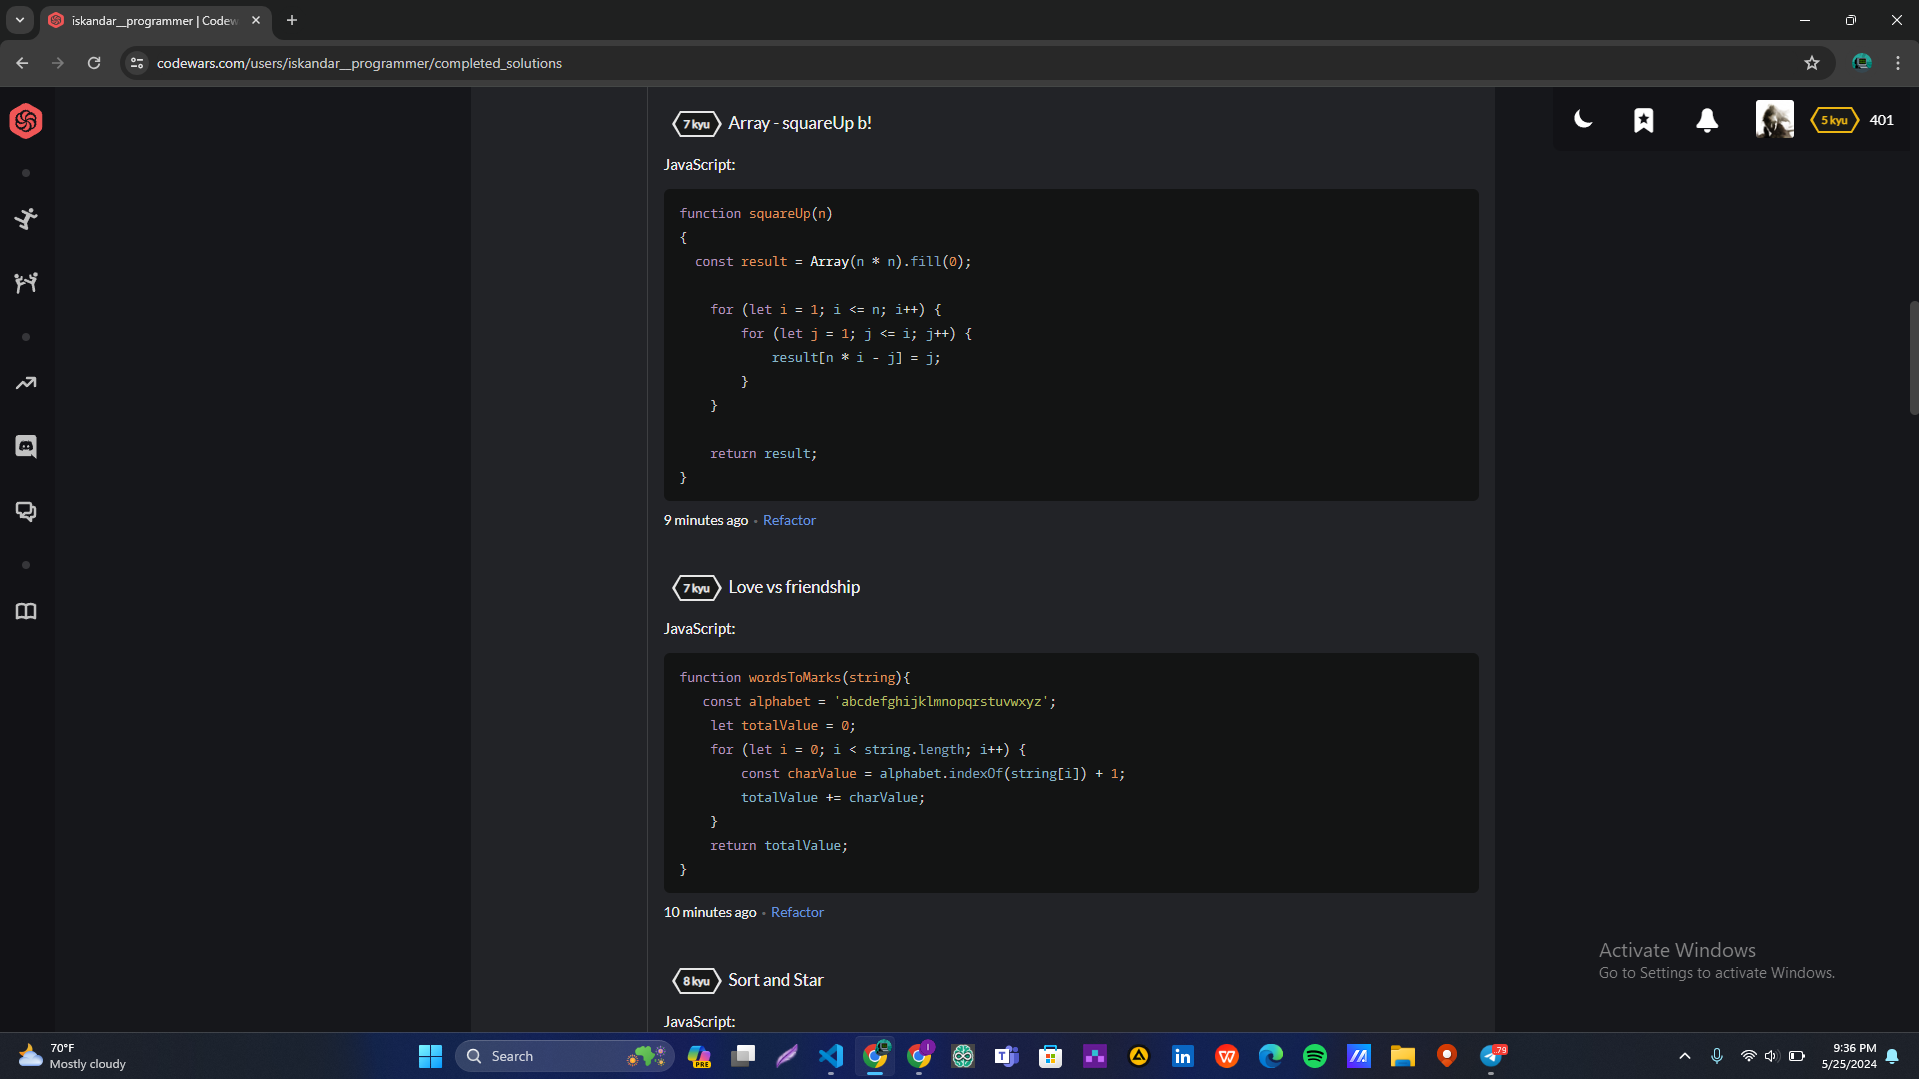 iskandar__programmer | Codew
codewars.com/users/iskandar__programmer/completed_solutions
5 kyu
401
7 kyu
Array - squareUp b!
JavaScript:
function squareUp(n)
{
  const result = Array(n * n).fill(0);
    for (let i = 1; i <= n; i++) {
        for (let j = 1; j <= i; j++) {
            result[n * i - j] = j;
        }
    }
    return result;
}
9 minutes ago • Refactor
7 kyu
Love vs friendship
JavaScript:
function wordsToMarks(string){
   const alphabet = 'abcdefghijklmnopqrstuvwxyz';
    let totalValue = 0;
    for (let i = 0; i < string.length; i++) {
        const charValue = alphabet.indexOf(string[i]) + 1;
        totalValue += charValue;
    }
    return totalValue;
}
10 minutes ago • Refactor
8 kyu
Sort and Star
JavaScript:
Activate Windows
Go to Settings to activate Windows.
70°F
Mostly cloudy
Search
PRE
79
9:36 PM
5/25/2024